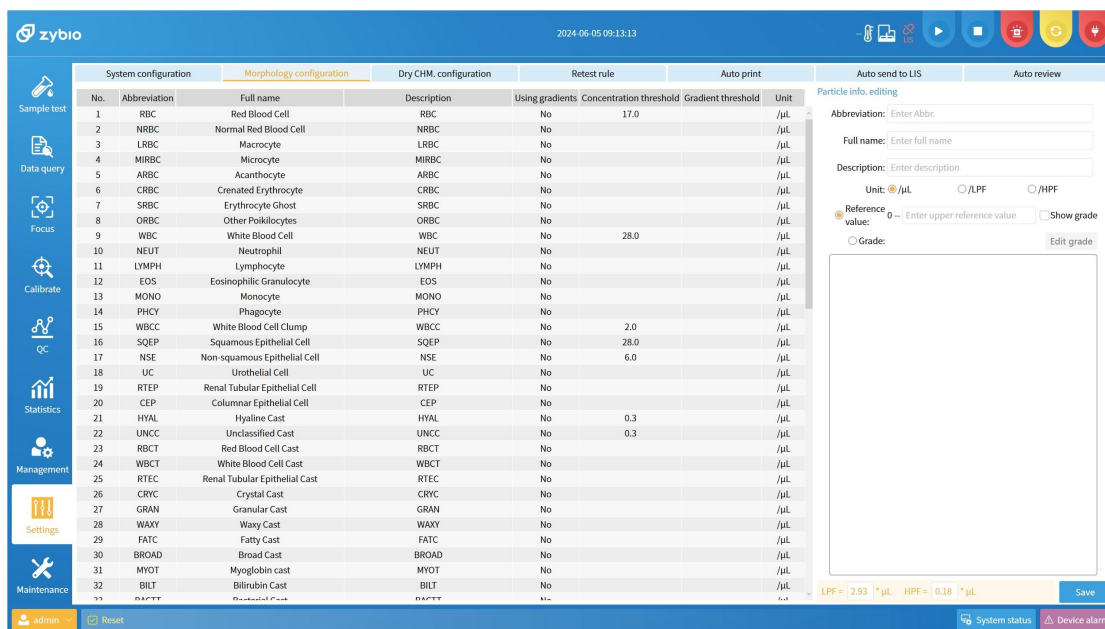 zybio
2024-06-05 09:13:13
LIS
System configuration Morphology configuration Dry CHM. configuration Retest rule Auto print Auto send to LIS Auto review
Sample test
Data query
Focus
Calibrate
QC
Statistics
Management
Settings
Maintenance
No. Abbreviation Full name Description Using gradients Concentration threshold Gradient threshold Unit
1 RBC Red Blood Cell RBC No 17.0 /μL
2 NRBC Normal Red Blood Cell NRBC No /μL
3 LRBC Macrocyte LRBC No /μL
4 MIRBC Microcyte MIRBC No /μL
5 ARBC Acanthocyte ARBC No /μL
6 CRBC Crenated Erythrocyte CRBC No /μL
7 SRBC Erythrocyte Ghost SRBC No /μL
8 ORBC Other Poikilocytes ORBC No /μL
9 WBC White Blood Cell WBC No 28.0 /μL
10 NEUT Neutrophil NEUT No /μL
11 LYMPH Lymphocyte LYMPH No /μL
12 EOS Eosinophilic Granulocyte EOS No /μL
13 MONO Monocyte MONO No /μL
14 PHCY Phagocyte PHCY No /μL
15 WBCC White Blood Cell Clump WBCC No 2.0 /μL
16 SQEP Squamous Epithelial Cell SQEP No 28.0 /μL
17 NSE Non-squamous Epithelial Cell NSE No 6.0 /μL
18 UC Urothelial Cell UC No /μL
19 RTEP Renal Tubular Epithelial Cell RTEP No /μL
20 CEP Columnar Epithelial Cell CEP No /μL
21 HYAL Hyaline Cast HYAL No 0.3 /μL
22 UNCC Unclassified Cast UNCC No 0.3 /μL
23 RBCT Red Blood Cell Cast RBCT No /μL
24 WBCT White Blood Cell Cast WBCT No /μL
25 RTEC Renal Tubular Epithelial Cast RTEC No /μL
26 CRYC Crystal Cast CRYC No /μL
27 GRAN Granular Cast GRAN No /μL
28 WAXY Waxy Cast WAXY No /μL
29 FATC Fatty Cast FATC No /μL
30 BROAD Broad Cast BROAD No /μL
31 MYOT Myoglobin cast MYOT No /μL
32 BILT Bilirubin Cast BILT No /μL
Particle info. editing
Abbreviation: Enter Abbr.
Full name: Enter full name
Description: Enter description
Unit: /μL /LPF /HPF
Reference value: 0 -- Enter upper reference value Show grade
Grade: Edit grade
LPF = 2.93 * μL HPF = 0.18 * μL Save
admin Reset System status Device alarm